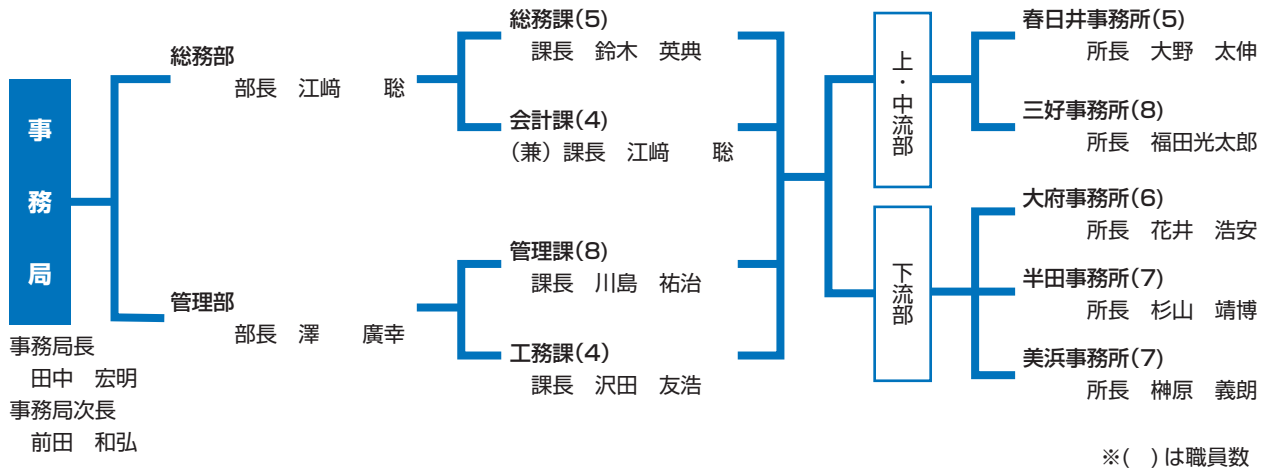 事務局
事務局長
田中 宏明
事務局次長
前田 和弘
総務部
部長 江﨑 聡
管理部
部長 澤 廣幸
総務課(5)
課長 鈴木 英典
会計課(4)
(兼) 課長 江﨑 聡
管理課(8)
課長 川島 祐治
工務課(4)
課長 沢田 友浩
上・中流部
下流部
春日井事務所(5)
所長 大野 太伸
三好事務所(8)
所長 福田光太郎
大府事務所(6)
所長 花井 浩安
半田事務所(7)
所長 杉山 靖博
美浜事務所(7)
所長 榊原 義朗
※( ) は職員数